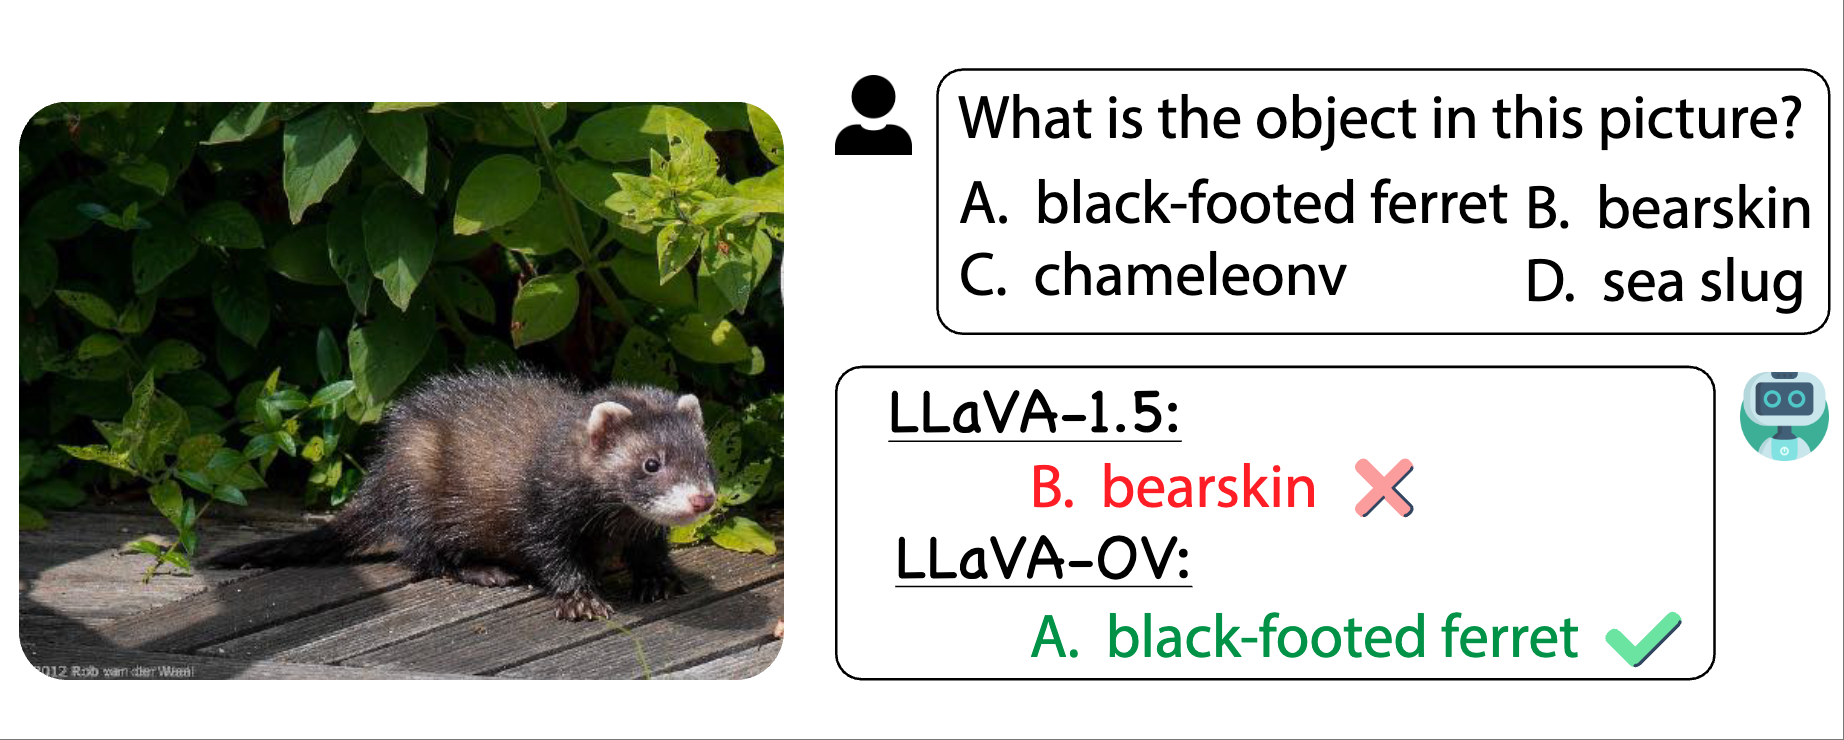 What is the object in this picture?
A. black-footed ferret B. bearskin
C. chameleonv D. sea slug
LLaVA-1.5:
B. bearskin
LLaVA-OV:
A. black-footed ferret
2012 Rob van der Waal